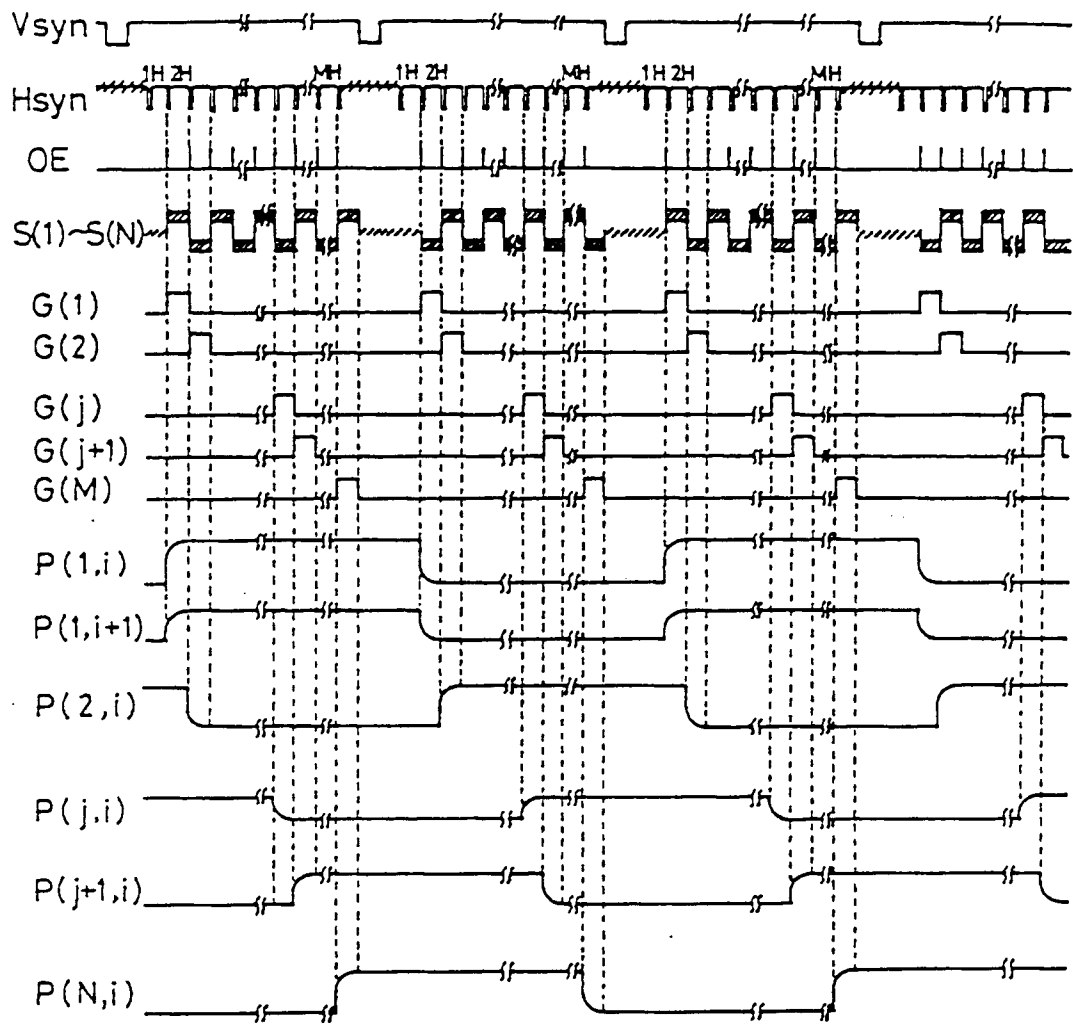 Vsyn
1H 2H MH 1H 2H MH 1H 2H MH
Hsyn
OE
S(1)~S(N)
G(1)
G(2)
G(j)
G(j+1)
G(M)
P(1,i)
P(1,i+1)
P(2,i)
P(j,i)
P(j+1,i)
P(N,i)